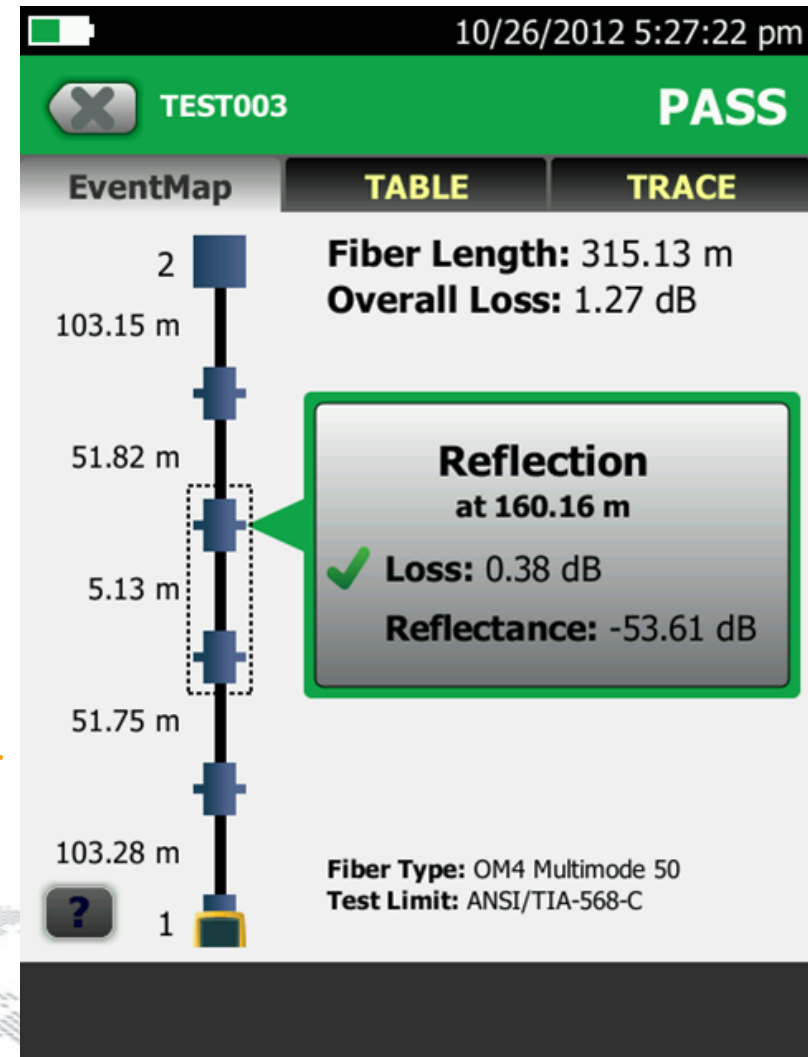 10/26/2012 5:27:22 pm
TEST003 PASS
EventMap TABLE TRACE
2
Fiber Length: 315.13 m
Overall Loss: 1.27 dB
103.15 m
51.82 m
Reflection
at 160.16 m
Loss: 0.38 dB
5.13 m
Reflectance: -53.61 dB
51.75 m
103.28 m
Fiber Type: OM4 Multimode 50
Test Limit: ANSI/TIA-568-C
?
1